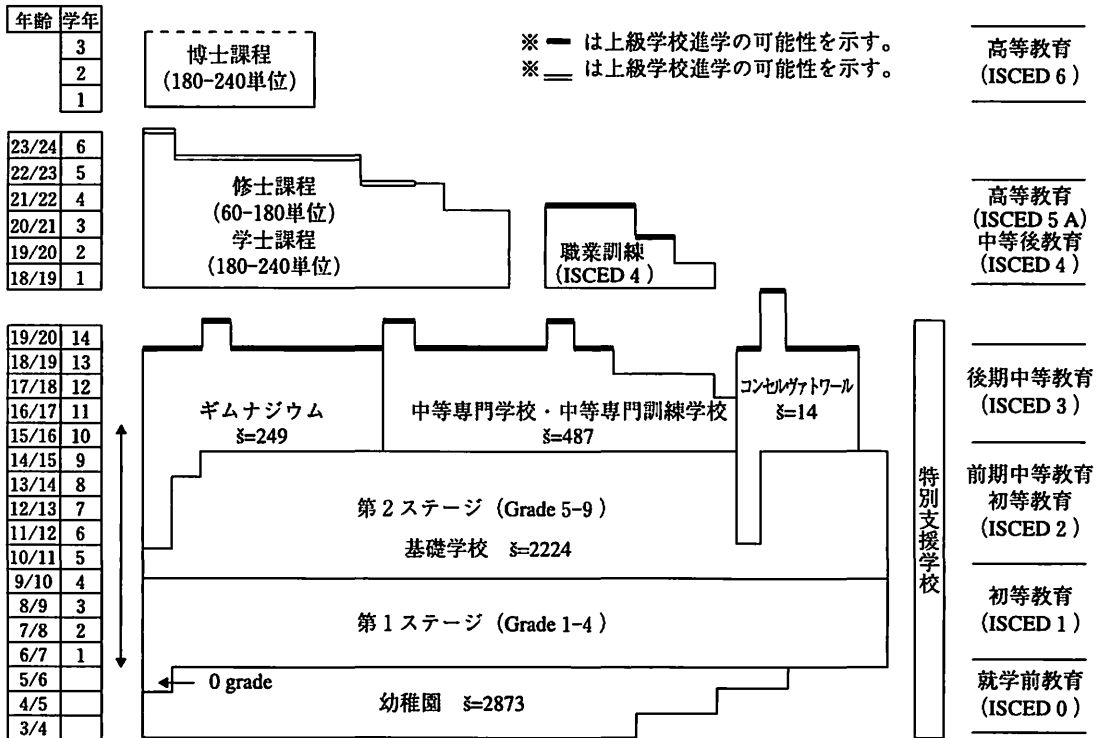 年齢 学年
3
2
1
博士課程
(180-240単位)
※ ━ は上級学校進学の可能性を示す。
※ ＿ は上級学校進学の可能性を示す。
高等教育
(ISCED 6)
23/24 6
22/23 5
21/22 4
20/21 3
19/20 2
18/19 1
修士課程
(60-180単位)
学士課程
(180-240単位)
職業訓練
(ISCED 4)
高等教育
(ISCED 5 A)
中等後教育
(ISCED 4)
19/20 14
18/19 13
17/18 12
16/17 11
15/16 10
14/15 9
13/14 8
12/13 7
11/12 6
10/11 5
9/10 4
8/9 3
7/8 2
6/7 1
5/6
4/5
3/4
ギムナジウム
š=249
中等専門学校・中等専門訓練学校
š=487
コンセルヴァトワール
š=14
第2ステージ (Grade 5-9)
基礎学校 š=2224
第1ステージ (Grade 1-4)
0 grade
幼稚園 š=2873
特別支援学校
後期中等教育
(ISCED 3)
前期中等教育
初等教育
(ISCED 2)
初等教育
(ISCED 1)
就学前教育
(ISCED 0)